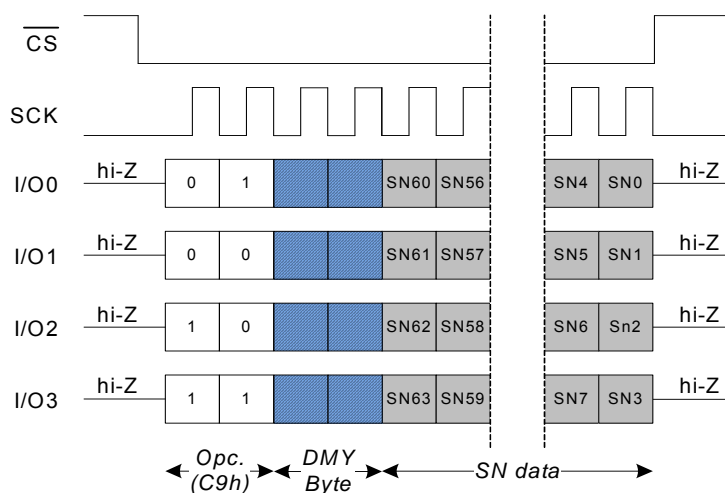 CS
SCK
hi-Z 0 1 SN60 SN56 SN4 SN0 hi-Z
I/O0
hi-Z 0 0 SN61 SN57 SN5 SN1 hi-Z
I/O1
hi-Z 1 0 SN62 SN58 SN6 Sn2 hi-Z
I/O2
hi-Z 1 1 SN63 SN59 SN7 SN3 hi-Z
I/O3
Opc. DMY SN data
(C9h) Byte